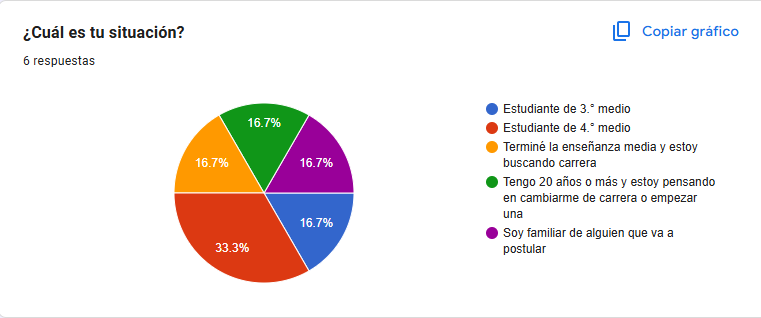 ¿Cuál es tu situación?
Copiar gráfico
6 respuestas
16.7%
16.7%
16.7%
16.7%
33.3%
Estudiante de 3.° medio
Estudiante de 4.° medio
Terminé la enseñanza media y estoy
buscando carrera
Tengo 20 años o más y estoy pensando
en cambiarme de carrera o empezar
una
Soy familiar de alguien que va a
postular